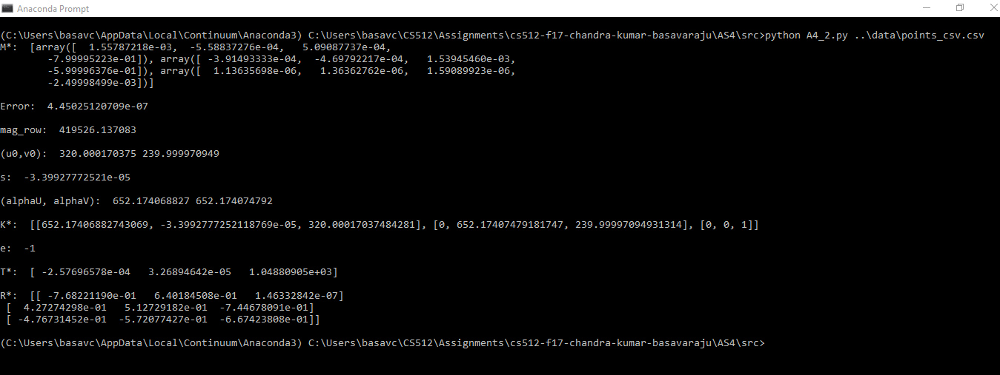 Anaconda Prompt
(C:\Users\basavc\AppData\Local\Continuum\Anaconda3) C:\Users\basavc\CS512\Assignments\cs512-f17-chandra-kumar-basavaraju\AS4\src>python A4_2.py ..\data\points_csv.csv
M*:  [array([  1.55787218e-03,  -5.58837276e-04,   5.09087737e-04,
        -7.99995223e-01]), array([ -3.91493333e-04,  -4.69792217e-04,   1.53945460e-03,
        -5.99996376e-01]), array([  1.13635698e-06,   1.36362762e-06,   1.59089923e-06,
        -2.49998499e-03])]
Error:  4.45025120709e-07
mag_row:  419526.137083
(u0,v0):  320.000170375 239.999970949
s:  -3.39927772521e-05
(alphaU, alphaV):  652.174068827 652.174074792
K*:  [[652.17406882743069, -3.3992777252118769e-05, 320.00017037484281], [0, 652.17407479181747, 239.99997094931314], [0, 0, 1]]
e:  -1
T*:  [ -2.57696578e-04   3.26894642e-05   1.04880905e+03]
R*:  [[ -7.68221190e-01   6.40184508e-01   1.46332842e-07]
 [  4.27274298e-01   5.12729182e-01  -7.44678091e-01]
 [ -4.76731452e-01  -5.72077427e-01  -6.67423808e-01]]
(C:\Users\basavc\AppData\Local\Continuum\Anaconda3) C:\Users\basavc\CS512\Assignments\cs512-f17-chandra-kumar-basavaraju\AS4\src>